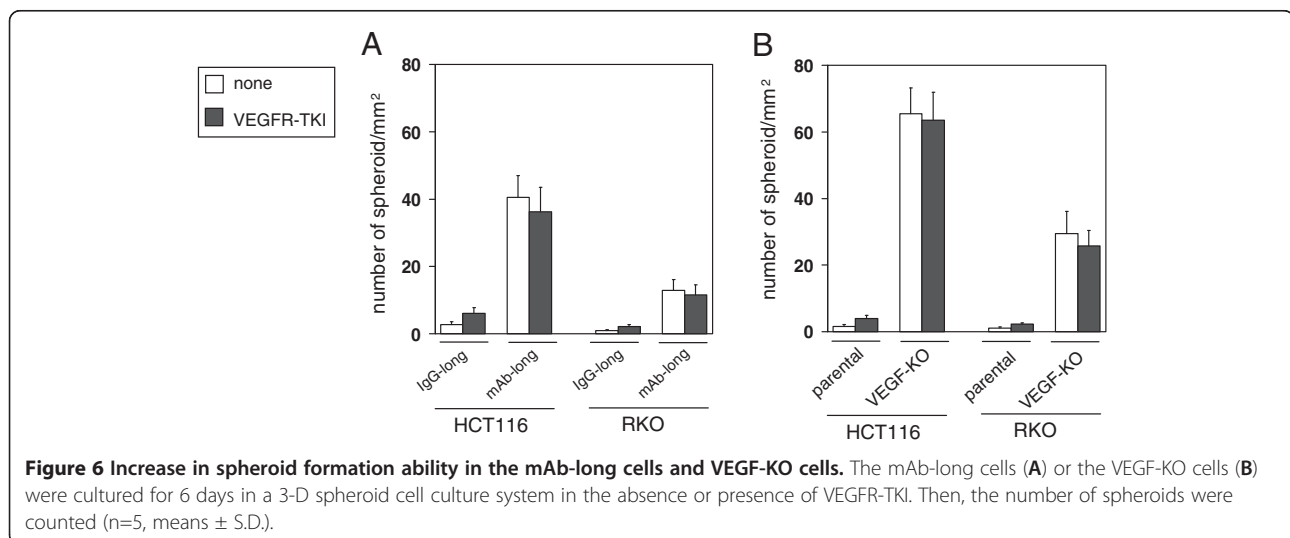 A
B
none
VEGFR-TKI
number of spheroid/mm²
80
60
40
20
0
IgG-long
mAb-long
IgG-long
mAb-long
HCT116
RKO
number of spheroid/mm²
80
60
40
20
0
parental
VEGF-KO
parental
VEGF-KO
HCT116
RKO
Figure 6 Increase in spheroid formation ability in the mAb-long cells and VEGF-KO cells. The mAb-long cells (A) or the VEGF-KO cells (B)
were cultured for 6 days in a 3-D spheroid cell culture system in the absence or presence of VEGFR-TKI. Then, the number of spheroids were
counted (n=5, means ± S.D.).